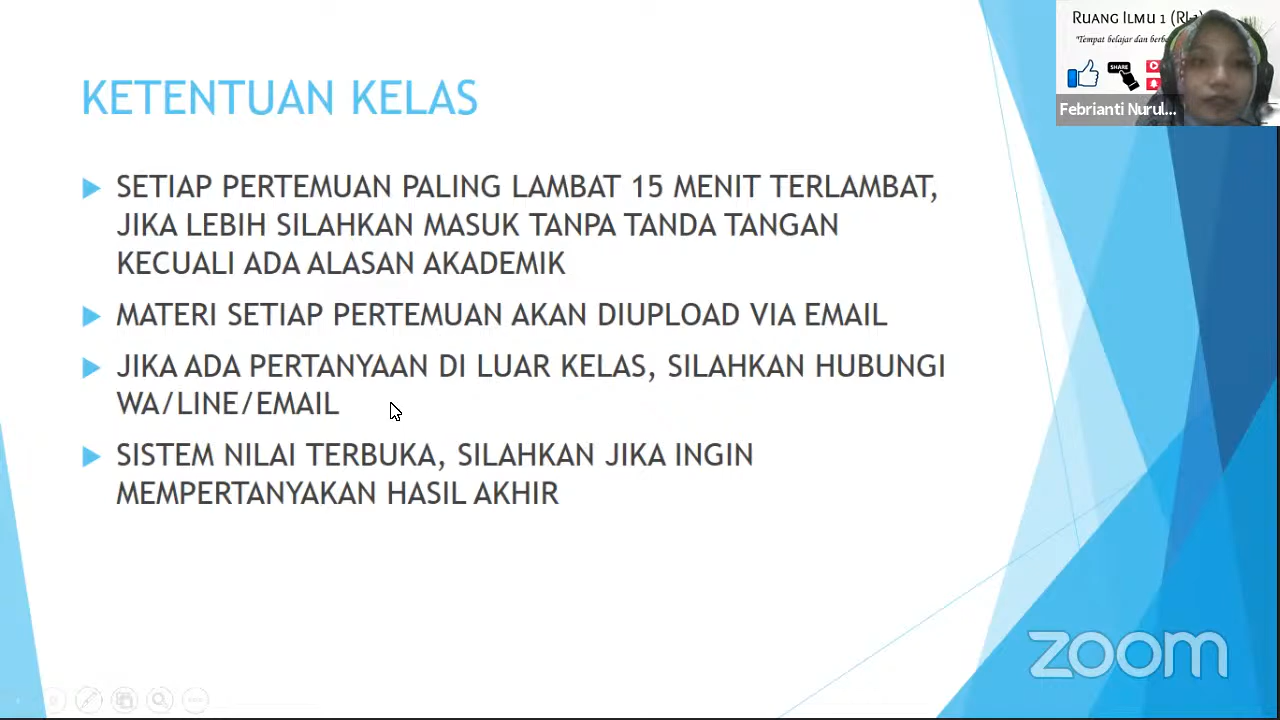 RUANG ILMU 1 (RI 1)
"Tempat belajar dan berb
SHARE
Febrianti Nurul...
KETENTUAN KELAS
SETIAP PERTEMUAN PALING LAMBAT 15 MENIT TERLAMBAT,
JIKA LEBIH SILAHKAN MASUK TANPA TANDA TANGAN
KECUALI ADA ALASAN AKADEMIK
MATERI SETIAP PERTEMUAN AKAN DIUPLOAD VIA EMAIL
JIKA ADA PERTANYAAN DI LUAR KELAS, SILAHKAN HUBUNGI
WA/LINE/EMAIL
SISTEM NILAI TERBUKA, SILAHKAN JIKA INGIN
MEMPERTANYAKAN HASIL AKHIR
zoom